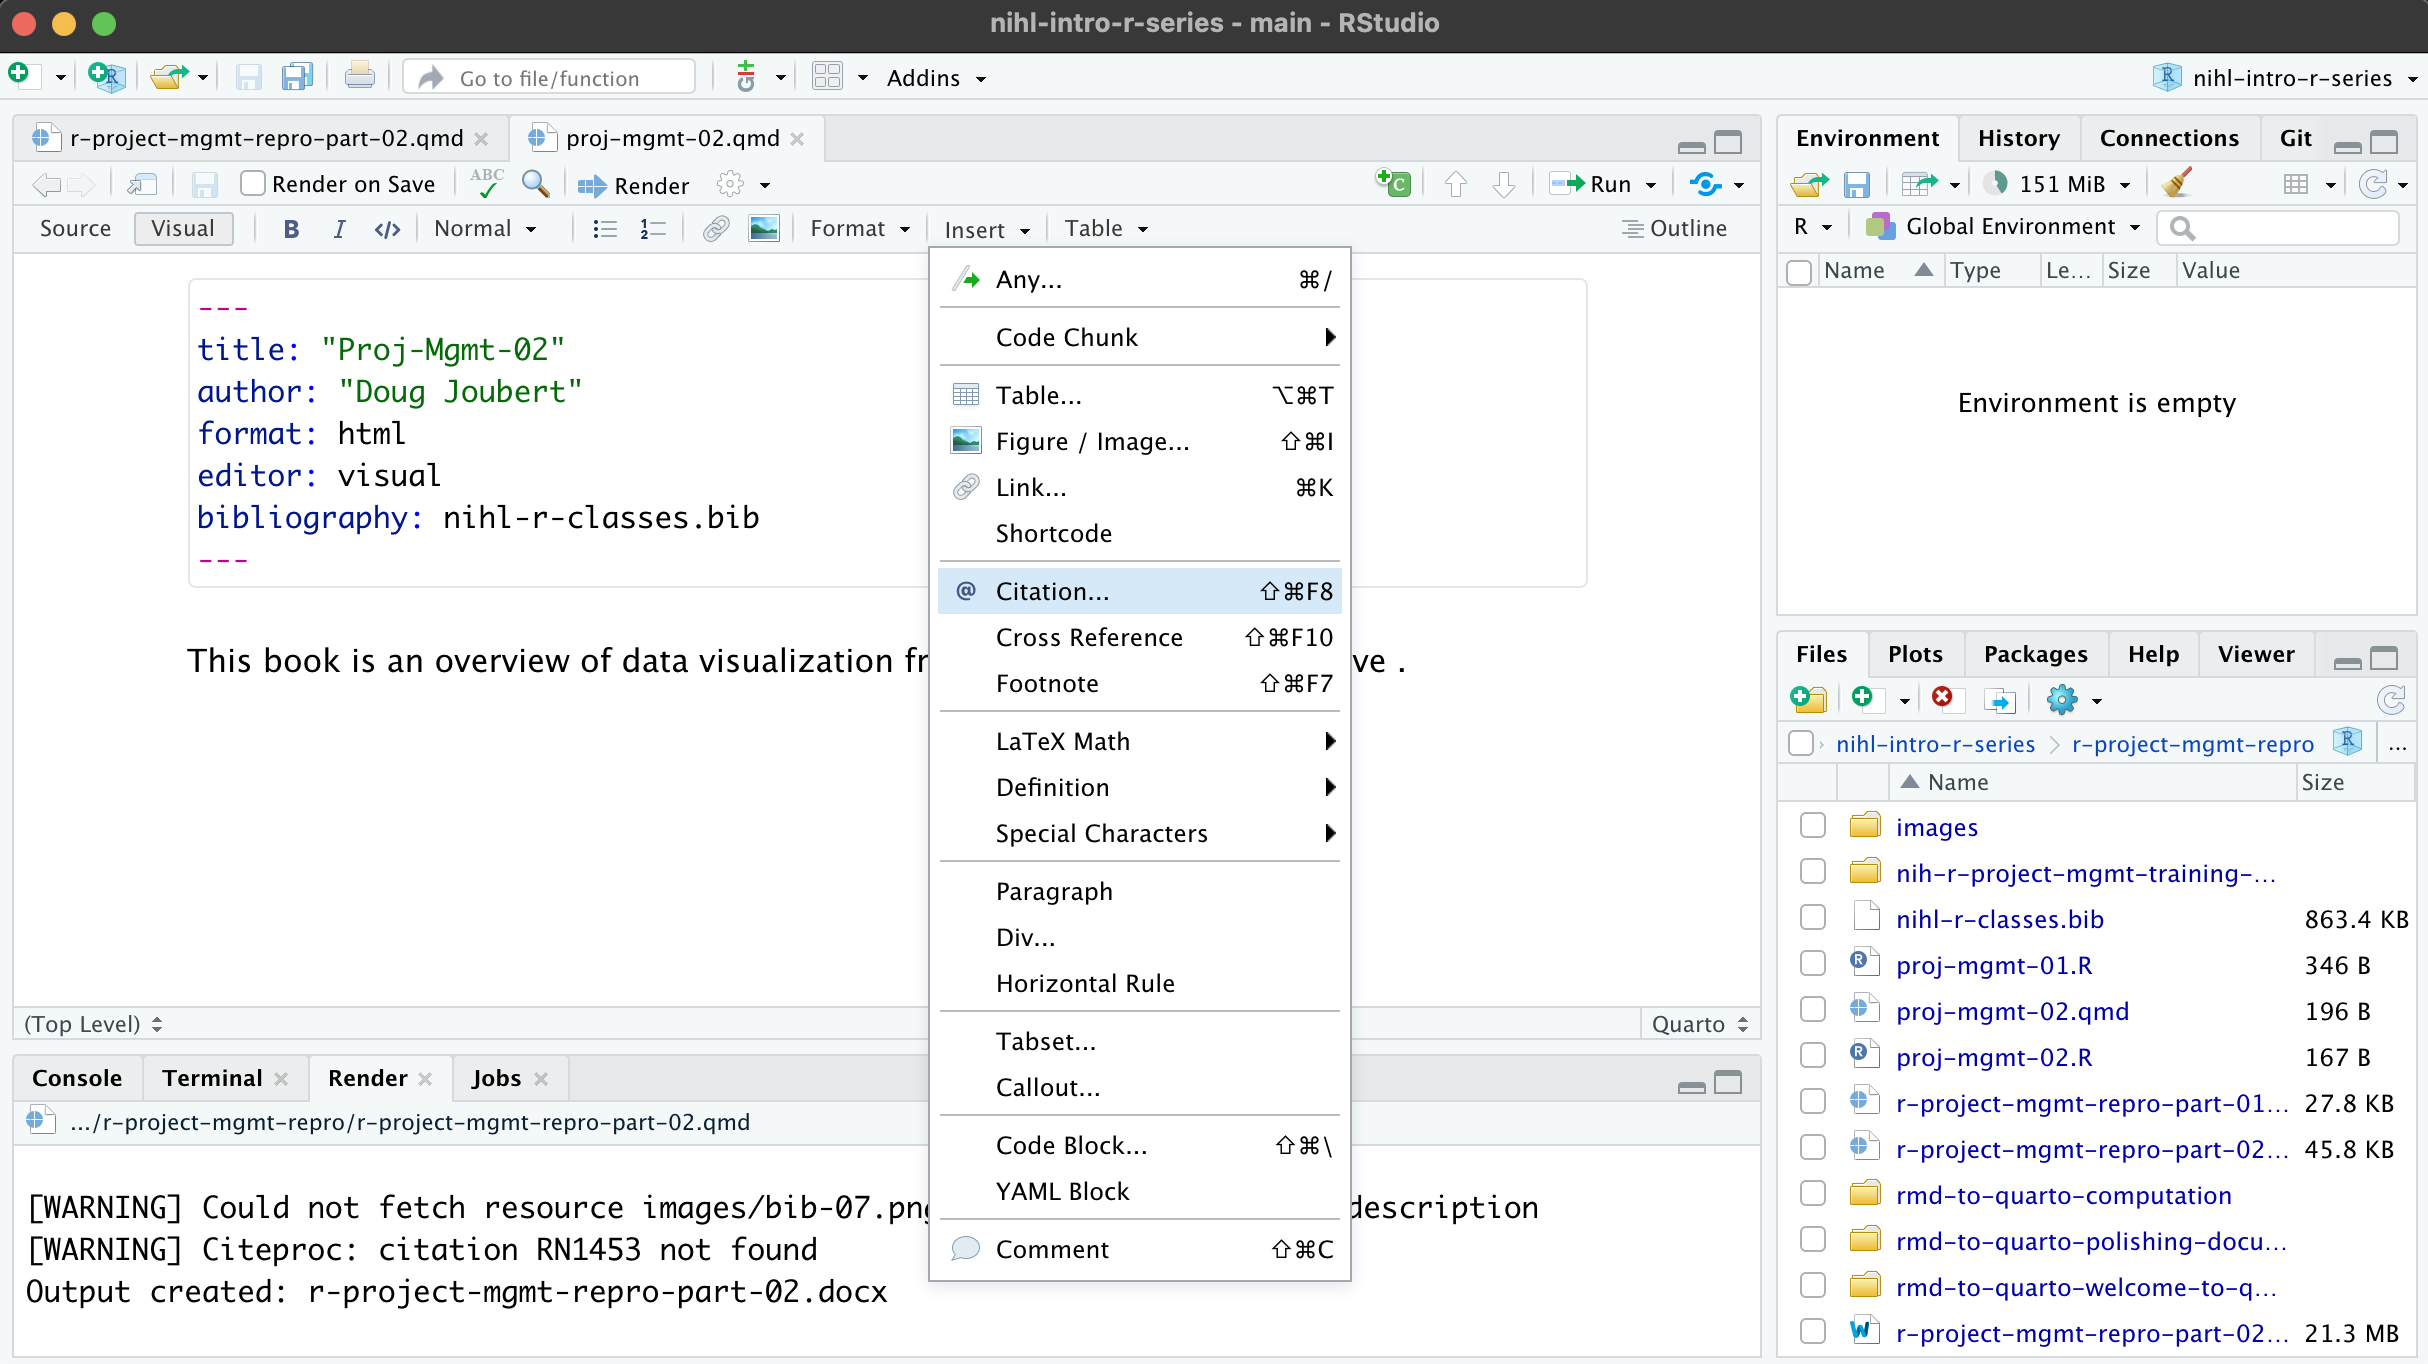 nihl-intro-r-series - main - RStudio
Go to file/function
Addins
nihl-intro-r-series
r-project-mgmt-repro-part-02.qmd
proj-mgmt-02.qmd
Render on Save
ABC
Render
Run
Source
Visual
B
I
</>
Normal
Format
Insert
Table
Outline
---
title: "Proj-Mgmt-02"
author: "Doug Joubert"
format: html
editor: visual
bibliography: nihl-r-classes.bib
---
This book is an overview of data visualization fr
ve .
Any... ⌘/
Code Chunk
Table... ⌥⌘T
Figure / Image... ⇧⌘I
Link... ⌘K
Shortcode
@ Citation... ⇧⌘F8
Cross Reference ⇧⌘F10
Footnote ⇧⌘F7
LaTeX Math
Definition
Special Characters
Paragraph
Div...
Horizontal Rule
Tabset...
Callout...
Code Block... ⇧⌘\
YAML Block
Comment ⇧⌘C
(Top Level)
Quarto
Console
Terminal
Render
Jobs
.../r-project-mgmt-repro/r-project-mgmt-repro-part-02.qmd
[WARNING] Could not fetch resource images/bib-07.png
description
[WARNING] Citeproc: citation RN1453 not found
Output created: r-project-mgmt-repro-part-02.docx
Environment
History
Connections
Git
151 MiB
R
Global Environment
Name
Type
Le...
Size
Value
Environment is empty
Files
Plots
Packages
Help
Viewer
nihl-intro-r-series
r-project-mgmt-repro
...
Name
Size
images
nih-r-project-mgmt-training-...
nihl-r-classes.bib 863.4 KB
proj-mgmt-01.R 346 B
proj-mgmt-02.qmd 196 B
proj-mgmt-02.R 167 B
r-project-mgmt-repro-part-01... 27.8 KB
r-project-mgmt-repro-part-02... 45.8 KB
rmd-to-quarto-computation
rmd-to-quarto-polishing-docu...
rmd-to-quarto-welcome-to-q...
r-project-mgmt-repro-part-02... 21.3 MB